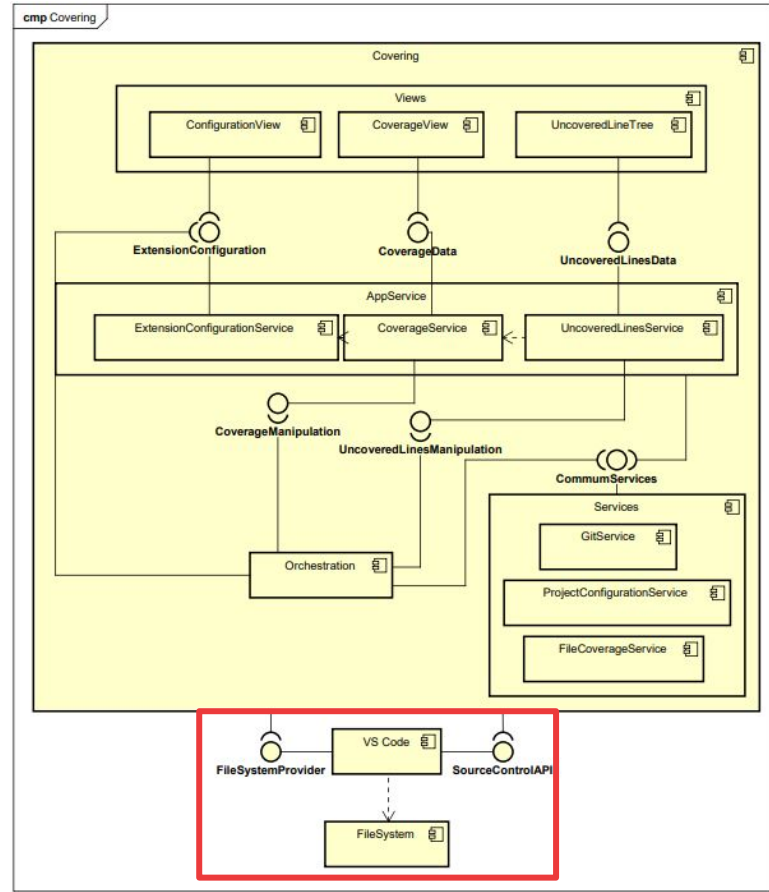 cmp Covering
Covering
Views
ConfigurationView
CoverageView
UncoveredLineTree
ExtensionConfiguration
CoverageData
UncoveredLinesData
AppService
ExtensionConfigurationService
CoverageService
UncoveredLinesService
CoverageManipulation
UncoveredLinesManipulation
CommumServices
Services
GitService
Orchestration
ProjectConfigurationService
FileCoverageService
VS Code
FileSystemProvider
SourceControlAPI
FileSystem